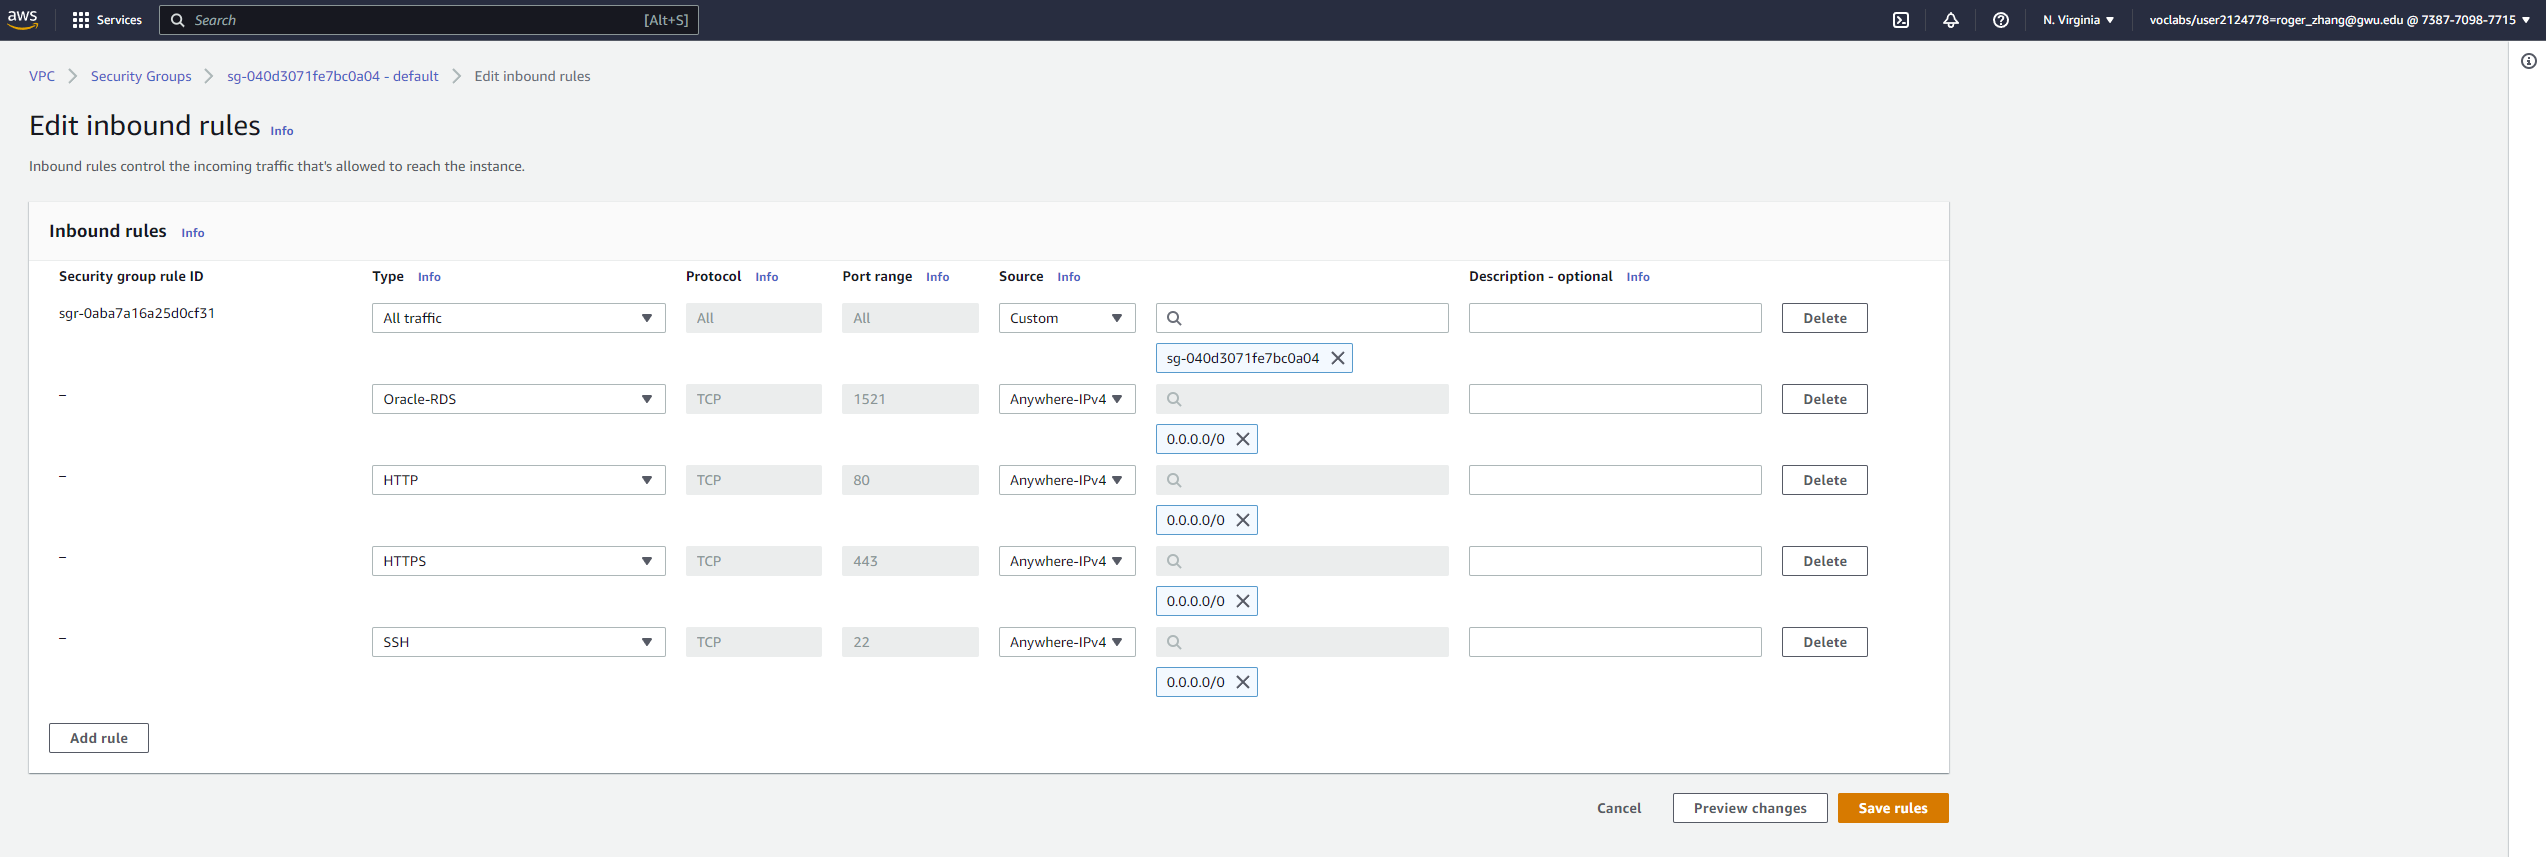 aws Services Search [Alt+S] N. Virginia voclabs/user2124778=roger_zhang@gwu.edu @ 7387-7098-7715
VPC Security Groups sg-040d3071fe7bc0a04 - default Edit inbound rules
Edit inbound rules Info
Inbound rules control the incoming traffic that's allowed to reach the instance.
Inbound rules Info
Security group rule ID Type Info Protocol Info Port range Info Source Info Description - optional Info
sgr-0aba7a16a25d0cf31 All traffic All All Custom Delete
sg-040d3071fe7bc0a04
– Oracle-RDS TCP 1521 Anywhere-IPv4 Delete
0.0.0.0/0
– HTTP TCP 80 Anywhere-IPv4 Delete
0.0.0.0/0
– HTTPS TCP 443 Anywhere-IPv4 Delete
0.0.0.0/0
– SSH TCP 22 Anywhere-IPv4 Delete
0.0.0.0/0
Add rule
Cancel Preview changes Save rules